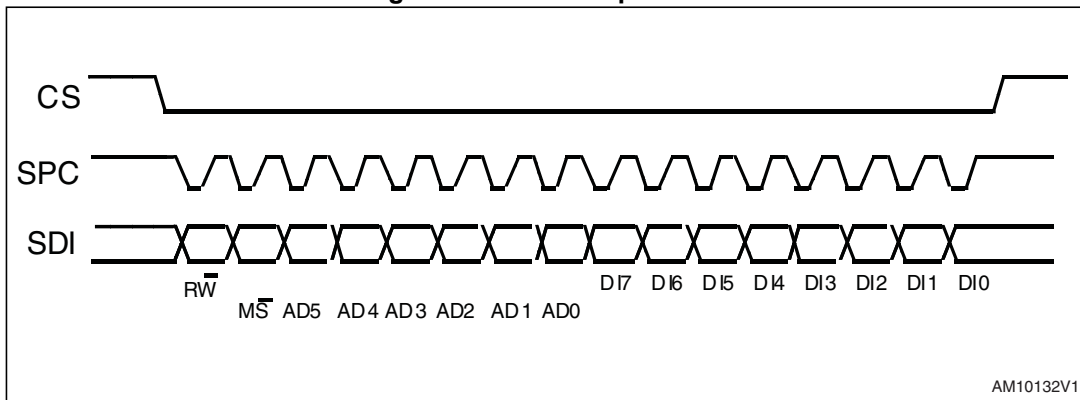 CS
SPC
SDI
RW̅
DI7 DI6 DI5 DI4 DI3 DI2 DI1 DI0
MS̅ AD5 AD4 AD3 AD2 AD1 AD0
AM10132V1